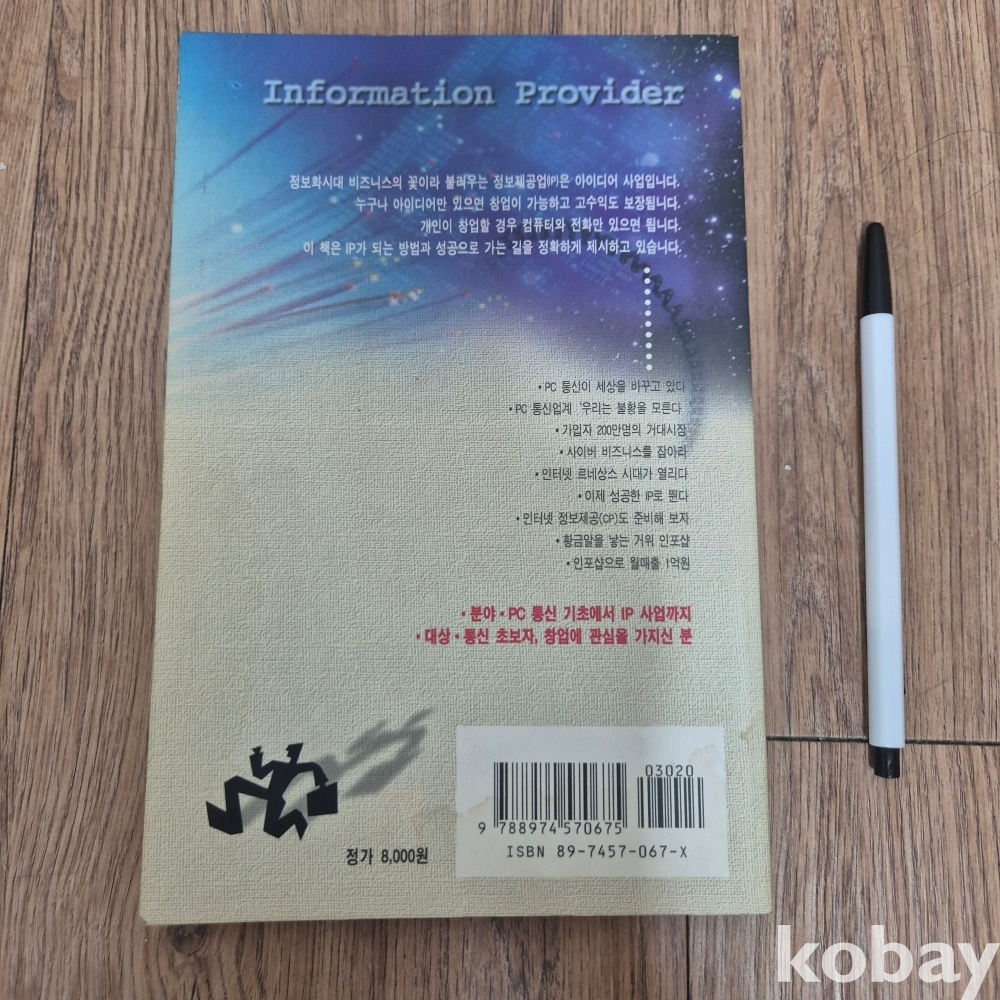 Information Provider
정보화시대 비즈니스의 꽃이라 불리우는 정보제공업(IP)은 아이디어 사업입니다.
누구나 아이디어만 있으면 창업이 가능하고 고수익도 보장됩니다.
개인이 창업할 경우 컴퓨터와 전화만 있으면 됩니다.
이 책은 IP가 되는 방법과 성공으로 가는 길을 정확하게 제시하고 있습니다.
• PC 통신이 세상을 바꾸고 있다
• PC 통신업계 '우리는 불황을 모른다'
• 가입자 200만명의 거대시장
• 사이버 비즈니스를 잡아라
• 인터넷 르네상스 시대가 열리다
• 이제 성공한 IP로 뛴다
• 인터넷 정보제공(CP)도 준비해 보자
• 황금알을 낳는 거위 인포샵
• 인포샵으로 월매출 1억원
• 분야 • PC 통신 기초에서 IP 사업까지
• 대상 • 통신 초보자, 창업에 관심을 가지신 분
정가 8,000원
03020
9 788974 570675
ISBN 89-7457-067-X
kobay